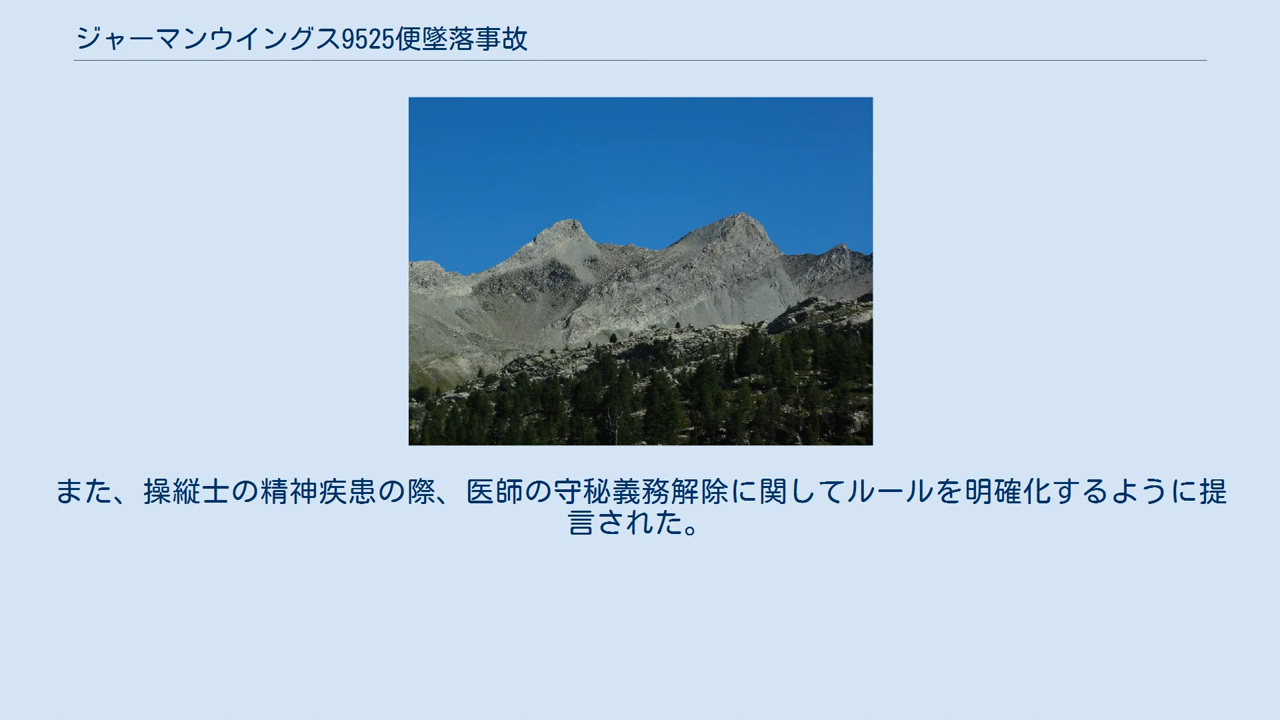 ジャーマンウイングス9525便墜落事故
また、操縦士の精神疾患の際、医師の守秘義務解除に関してルールを明確化するように提
言された。